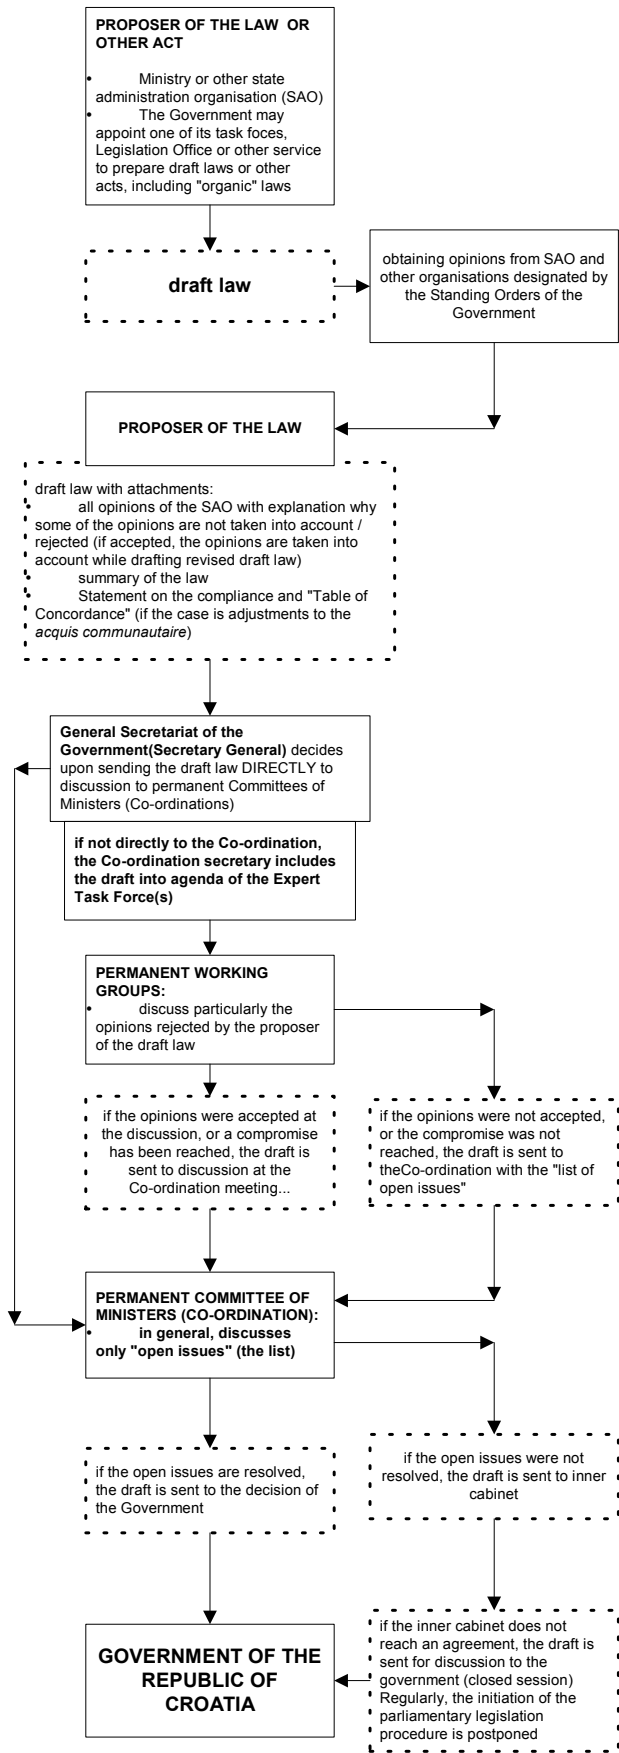 PROPOSER OF THE LAW OR
OTHER ACT
• Ministry or other state
administration organisation (SAO)
• The Government may
appoint one of its task foces,
Legislation Office or other service
to prepare draft laws or other
acts, including "organic" laws
draft law
obtaining opinions from SAO and
other organisations designated by
the Standing Orders of the
Government
PROPOSER OF THE LAW
draft law with attachments:
• all opinions of the SAO with explanation why
some of the opinions are not taken into account /
rejected (if accepted, the opinions are taken into
account while drafting revised draft law)
• summary of the law
• Statement on the compliance and "Table of
Concordance" (if the case is adjustments to the
acquis communautaire)
General Secretariat of the
Government(Secretary General) decides
upon sending the draft law DIRECTLY to
discussion to permanent Committees of
Ministers (Co-ordinations)
if not directly to the Co-ordination,
the Co-ordination secretary includes
the draft into agenda of the Expert
Task Force(s)
PERMANENT WORKING
GROUPS:
• discuss particularly the
opinions rejected by the proposer
of the draft law
if the opinions were accepted at
the discussion, or a compromise
has been reached, the draft is
sent to discussion at the
Co-ordination meeting...
if the opinions were not accepted,
or the compromise was not
reached, the draft is sent to
theCo-ordination with the "list of
open issues"
PERMANENT COMMITTEE OF
MINISTERS (CO-ORDINATION):
• in general, discusses
only "open issues" (the list)
if the open issues are resolved,
the draft is sent to the decision of
the Government
if the open issues were not
resolved, the draft is sent to inner
cabinet
GOVERNMENT OF THE
REPUBLIC OF
CROATIA
if the inner cabinet does not
reach an agreement, the draft is
sent for discussion to the
government (closed session)
Regularly, the initiation of the
parliamentary legislation
procedure is postponed